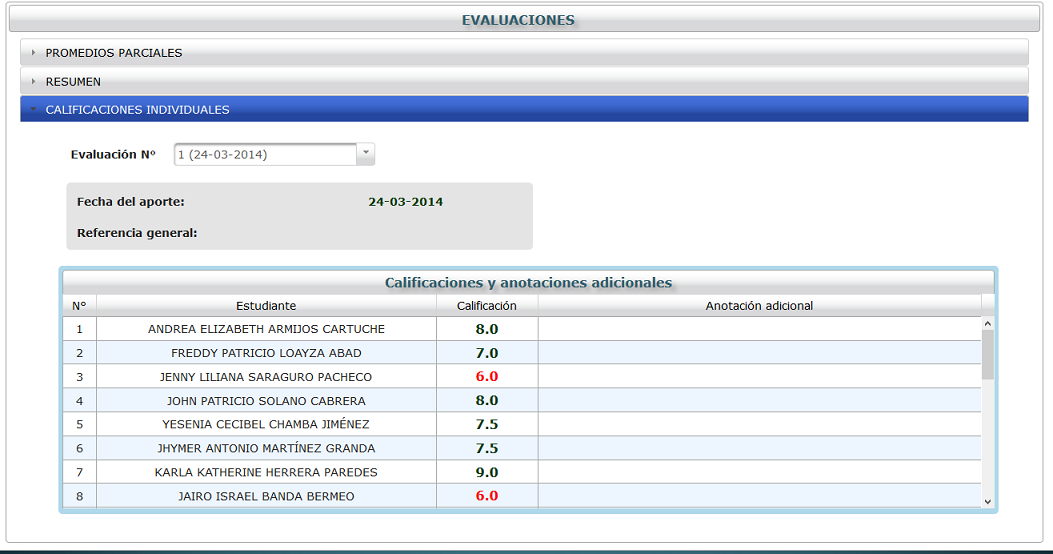 EVALUACIONES
PROMEDIOS PARCIALES
RESUMEN
CALIFICACIONES INDIVIDUALES
Evaluación Nº 1 (24-03-2014)
Fecha del aporte: 24-03-2014
Referencia general:
Calificaciones y anotaciones adicionales
Nº Estudiante Calificación Anotación adicional
1 ANDREA ELIZABETH ARMIJOS CARTUCHE 8.0
2 FREDDY PATRICIO LOAYZA ABAD 7.0
3 JENNY LILIANA SARAGURO PACHECO 6.0
4 JOHN PATRICIO SOLANO CABRERA 8.0
5 YESENIA CECIBEL CHAMBA JIMÉNEZ 7.5
6 JHYMER ANTONIO MARTÍNEZ GRANDA 7.5
7 KARLA KATHERINE HERRERA PAREDES 9.0
8 JAIRO ISRAEL BANDA BERMEO 6.0